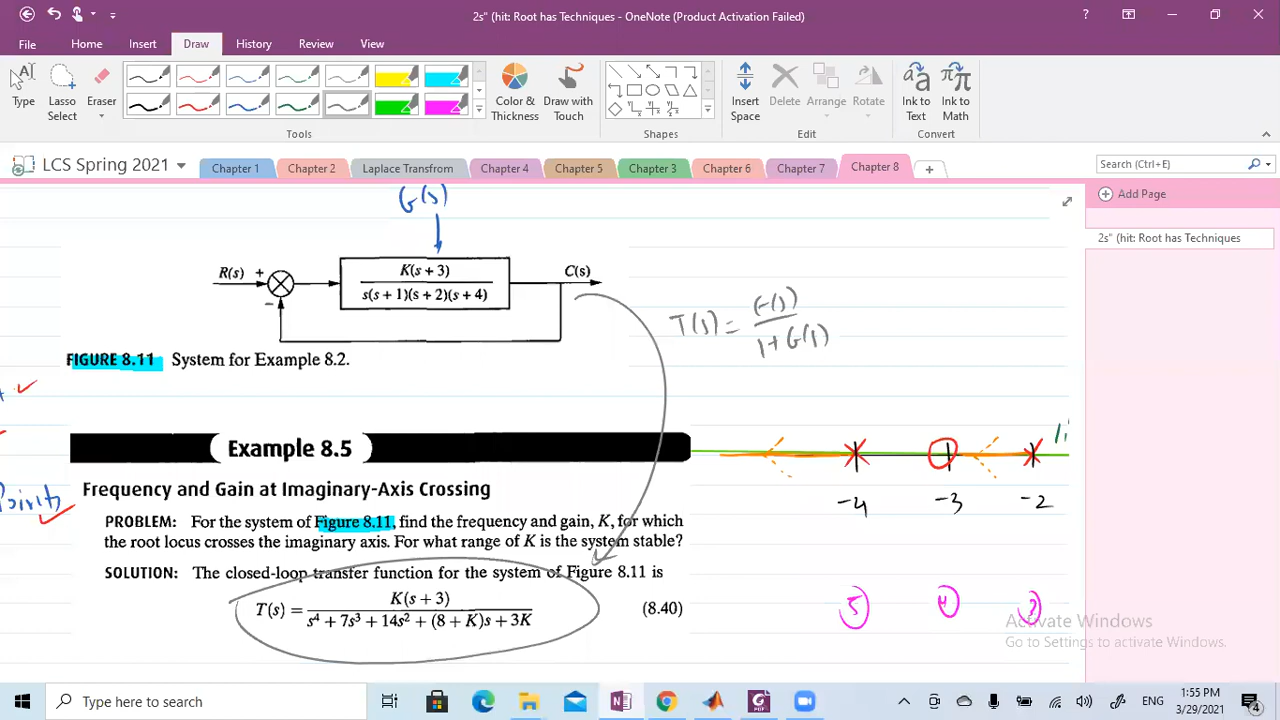 2s" (hit: Root has Techniques - OneNote (Product Activation Failed)
File Home Insert Draw History Review View
Type
Lasso Select
Eraser
Color & Thickness
Draw with Touch
Insert Space
Delete
Arrange
Rotate
Ink to Text
Ink to Math
Tools
Shapes
Edit
Convert
LCS Spring 2021
Chapter 1 Chapter 2 Laplace Transfrom Chapter 4 Chapter 5 Chapter 3 Chapter 6 Chapter 7 Chapter 8
Search (Ctrl+E)
Add Page
2s" (hit: Root has Techniques
G(s)
R(s) +
-
K(s + 3)
s(s + 1)(s + 2)(s + 4)
C(s)
T(s) = G(s)
1 + G(s)
FIGURE 8.11 System for Example 8.2.
Example 8.5
-4 -3 -2
Frequency and Gain at Imaginary-Axis Crossing
Points
PROBLEM: For the system of Figure 8.11, find the frequency and gain, K, for which
the root locus crosses the imaginary axis. For what range of K is the system stable?
SOLUTION: The closed-loop transfer function for the system of Figure 8.11 is
T(s) = K(s + 3)
s⁴ + 7s³ + 14s² + (8 + K)s + 3K
(8.40)
5 4 3
Activate Windows
Go to Settings to activate Windows.
Type here to search
ENG
1:55 PM
3/29/2021
4